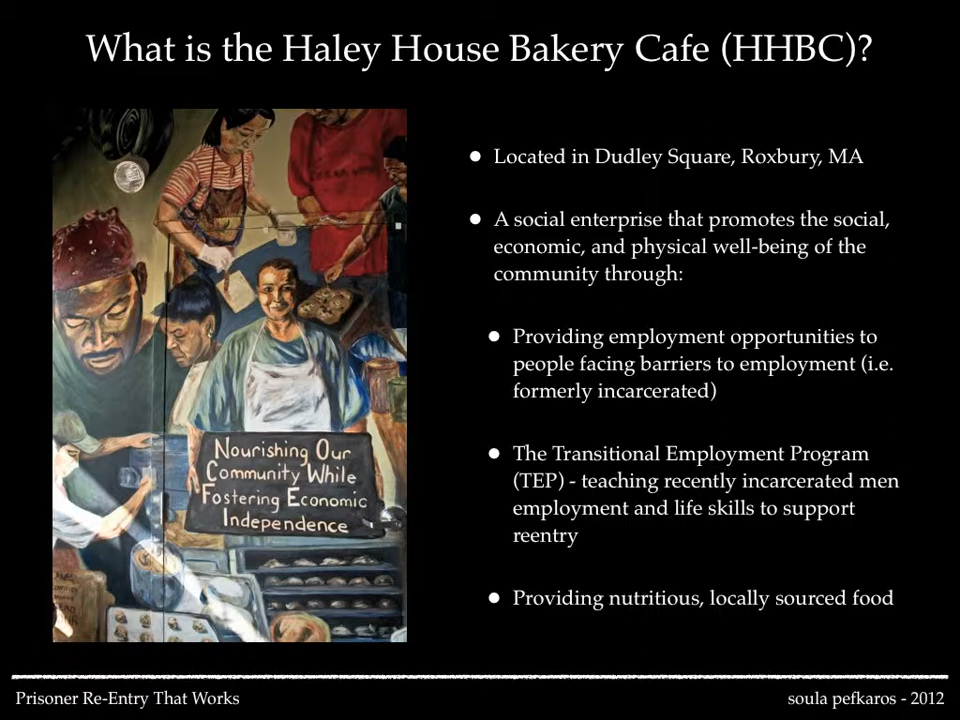 What is the Haley House Bakery Cafe (HHBC)?
Nourishing Our
Community While
Fostering Economic
Independence
• Located in Dudley Square, Roxbury, MA
• A social enterprise that promotes the social,
economic, and physical well-being of the
community through:
• Providing employment opportunities to
people facing barriers to employment (i.e.
formerly incarcerated)
• The Transitional Employment Program
(TEP) - teaching recently incarcerated men
employment and life skills to support
reentry
• Providing nutritious, locally sourced food
Prisoner Re-Entry That Works
soula pefkaros - 2012